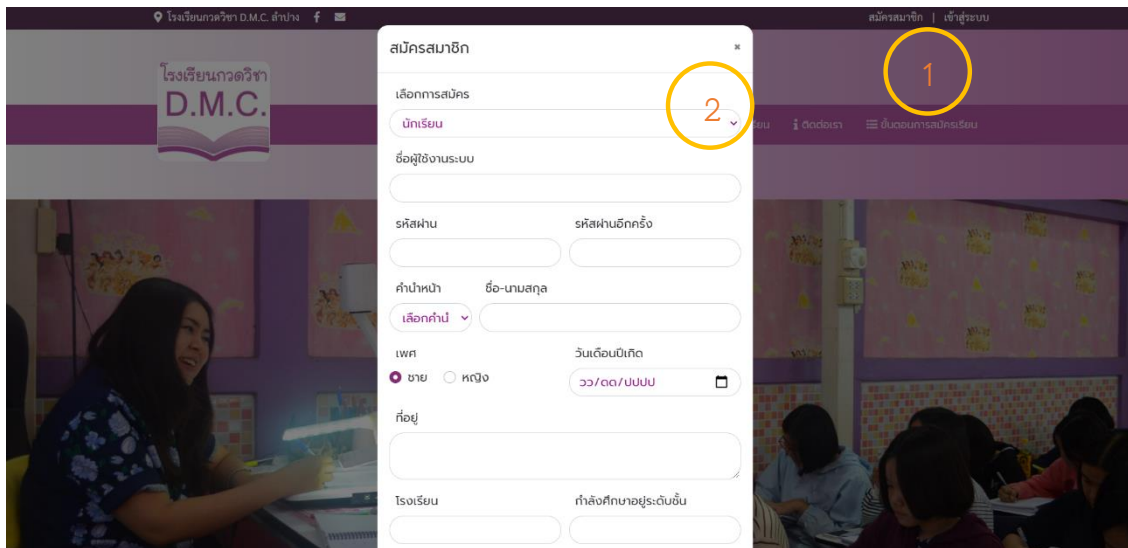 โรงเรียนกวดวิชา D.M.C. ลำปาง
สมัครสมาชิก | เข้าสู่ระบบ
โรงเรียนกวดวิชา
D.M.C.
1
ติดต่อเรา
ขั้นตอนการสมัครเรียน
สมัครสมาชิก
×
เลือกการสมัคร
นักเรียน
2
ชื่อผู้ใช้งานระบบ
รหัสผ่าน รหัสผ่านอีกครั้ง
คำนำหน้า ชื่อ-นามสกุล
เลือกคำนำ
เพศ วันเดือนปีเกิด
ชาย หญิง วว/ดด/ปปปป
ที่อยู่
โรงเรียน กำลังศึกษาอยู่ระดับชั้น